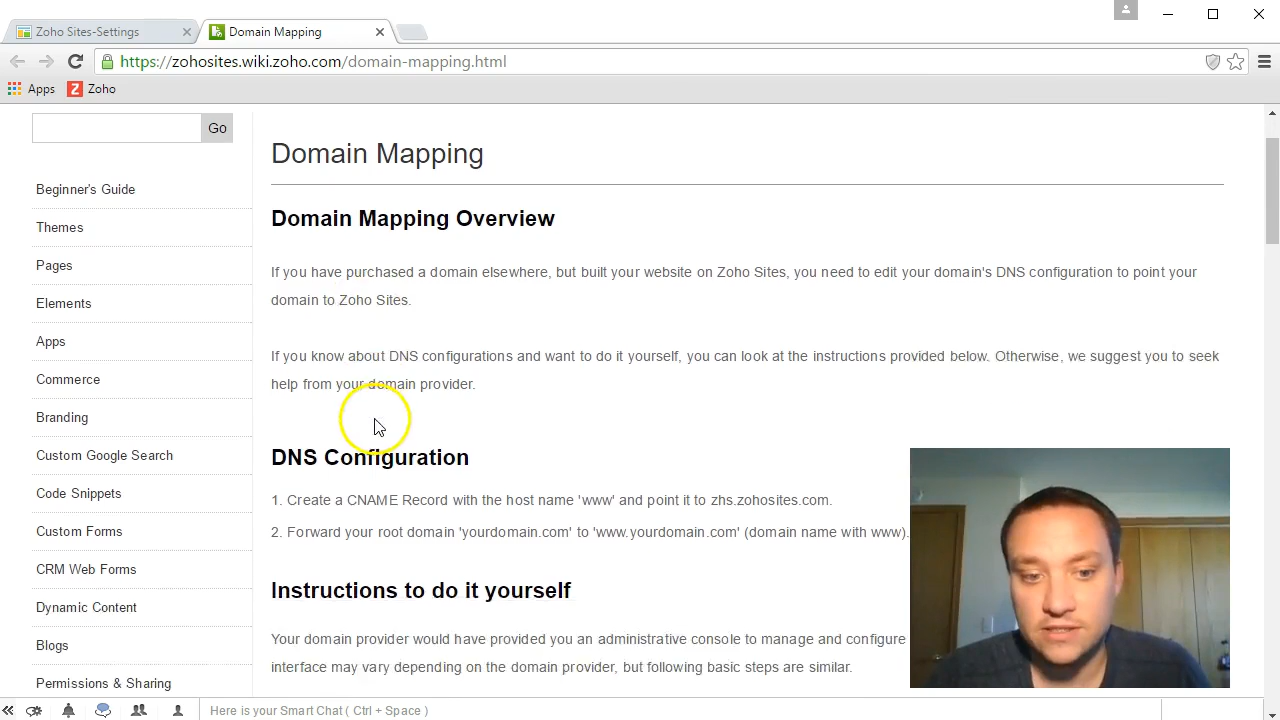 Zoho Sites-Settings
Domain Mapping
https://zohosites.wiki.zoho.com/domain-mapping.html
Apps
Zoho
Go
Beginner's Guide
Themes
Pages
Elements
Apps
Commerce
Branding
Custom Google Search
Code Snippets
Custom Forms
CRM Web Forms
Dynamic Content
Blogs
Permissions & Sharing
Domain Mapping
Domain Mapping Overview
If you have purchased a domain elsewhere, but built your website on Zoho Sites, you need to edit your domain's DNS configuration to point your
domain to Zoho Sites.
If you know about DNS configurations and want to do it yourself, you can look at the instructions provided below. Otherwise, we suggest you to seek
help from your domain provider.
DNS Configuration
1. Create a CNAME Record with the host name 'www' and point it to zhs.zohosites.com.
2. Forward your root domain 'yourdomain.com' to 'www.yourdomain.com' (domain name with www).
Instructions to do it yourself
Your domain provider would have provided you an administrative console to manage and configure
interface may vary depending on the domain provider, but following basic steps are similar.
Here is your Smart Chat ( Ctrl + Space )